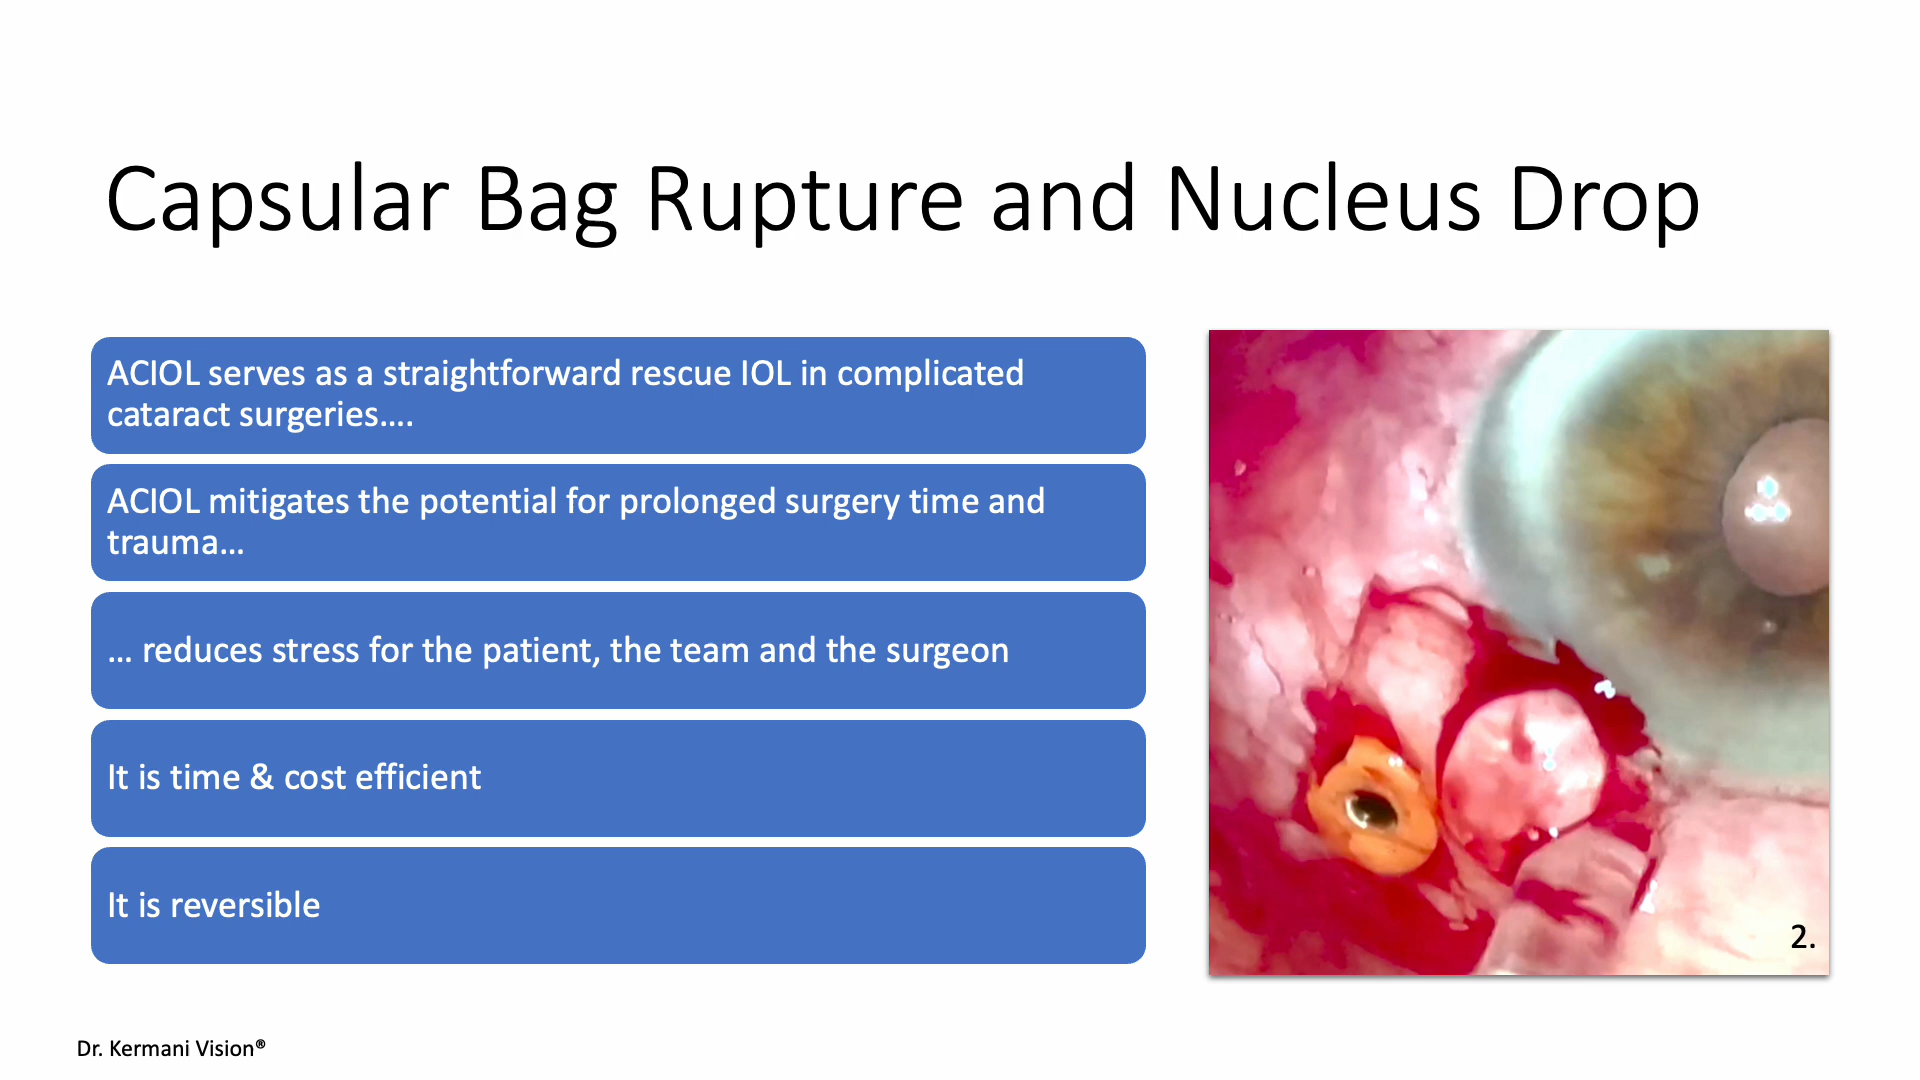 Capsular Bag Rupture and Nucleus Drop
ACIOL serves as a straightforward rescue IOL in complicated
cataract surgeries....
ACIOL mitigates the potential for prolonged surgery time and
trauma...
... reduces stress for the patient, the team and the surgeon
It is time & cost efficient
It is reversible
2.
Dr. Kermani Vision®